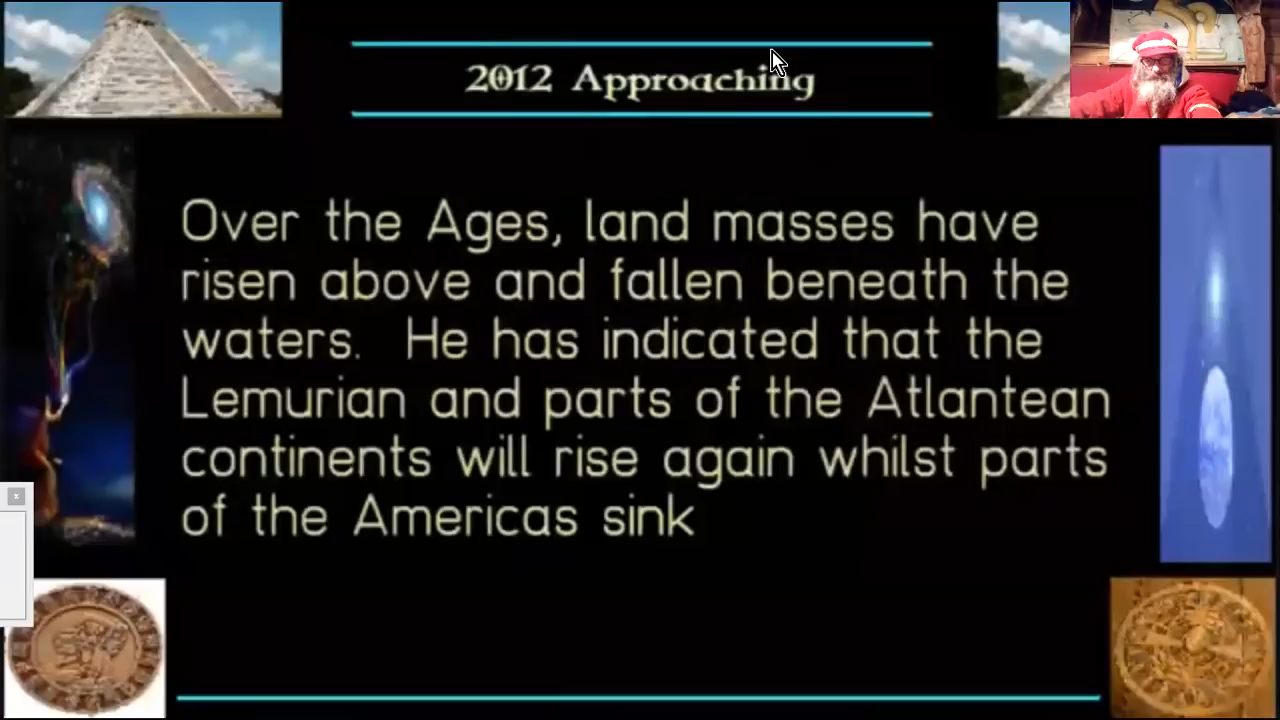 2012 Approaching
Over the Ages, land masses have
risen above and fallen beneath the
waters. He has indicated that the
Lemurian and parts of the Atlantean
continents will rise again whilst parts
of the Americas sink
x